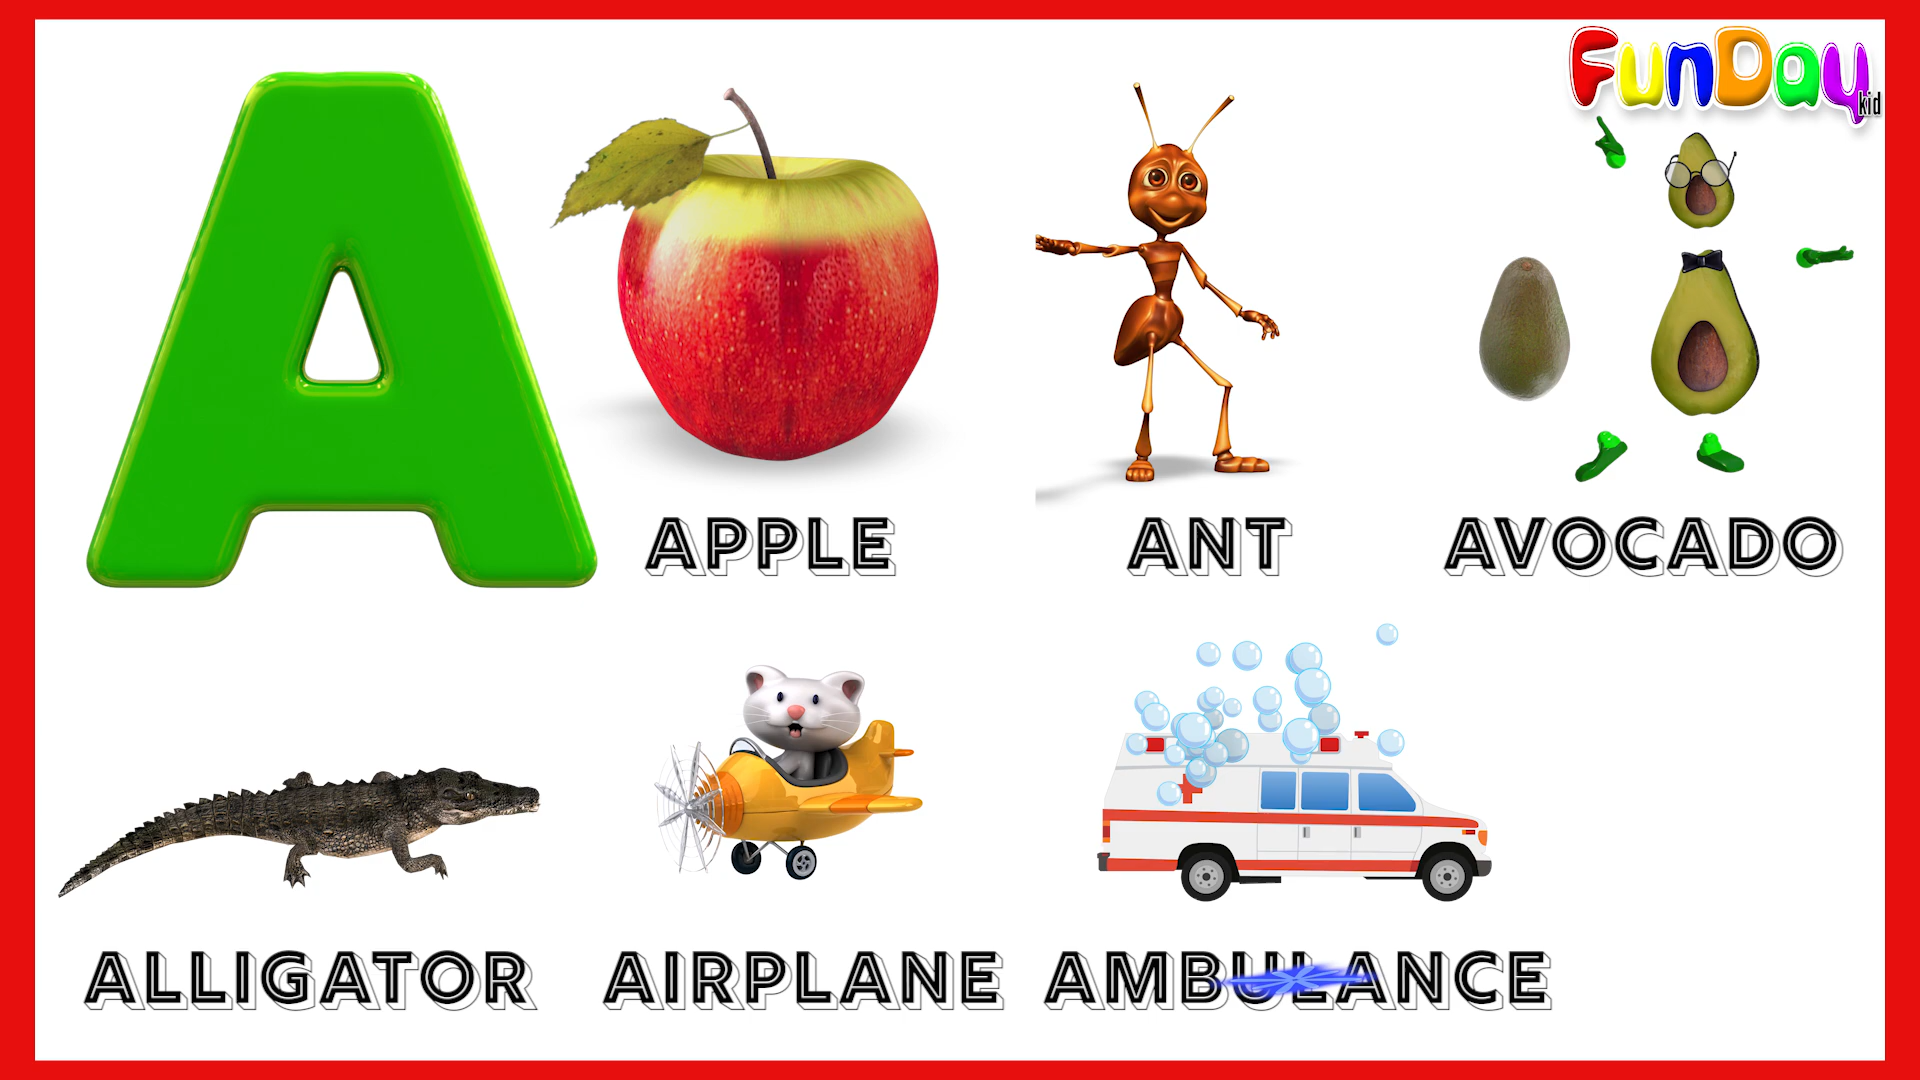 FunDay
kid
A
APPLE
ANT
AVOCADO
ALLIGATOR
AIRPLANE
AMBULANCE